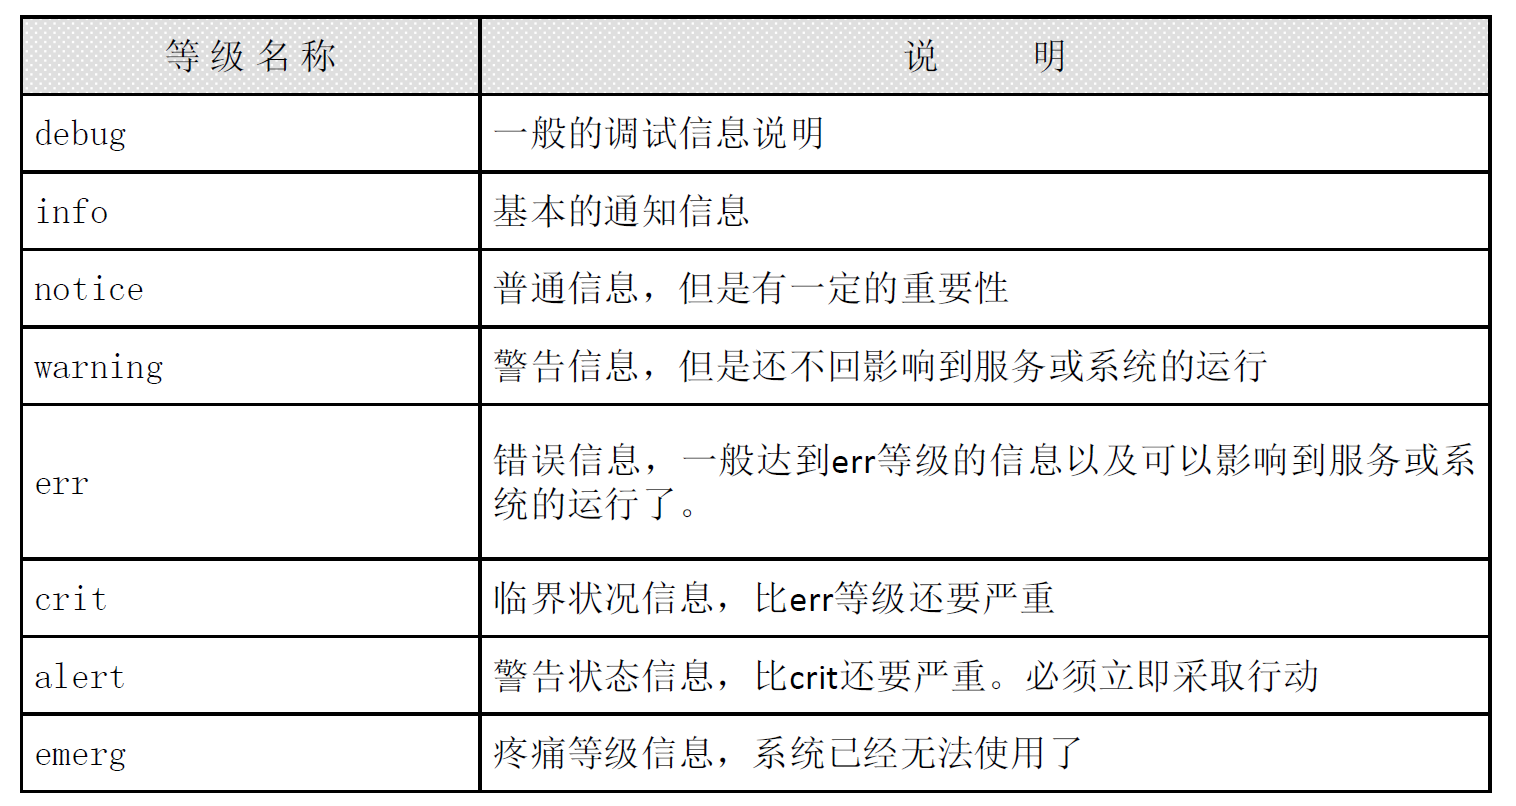 等级名称 说 明
debug 一般的调试信息说明
info 基本的通知信息
notice 普通信息，但是有一定的重要性
warning 警告信息，但是还不回影响到服务或系统的运行
err 错误信息，一般达到err等级的信息以及可以影响到服务或系
统的运行了。
crit 临界状况信息，比err等级还要严重
alert 警告状态信息，比crit还要严重。必须立即采取行动
emerg 疼痛等级信息，系统已经无法使用了